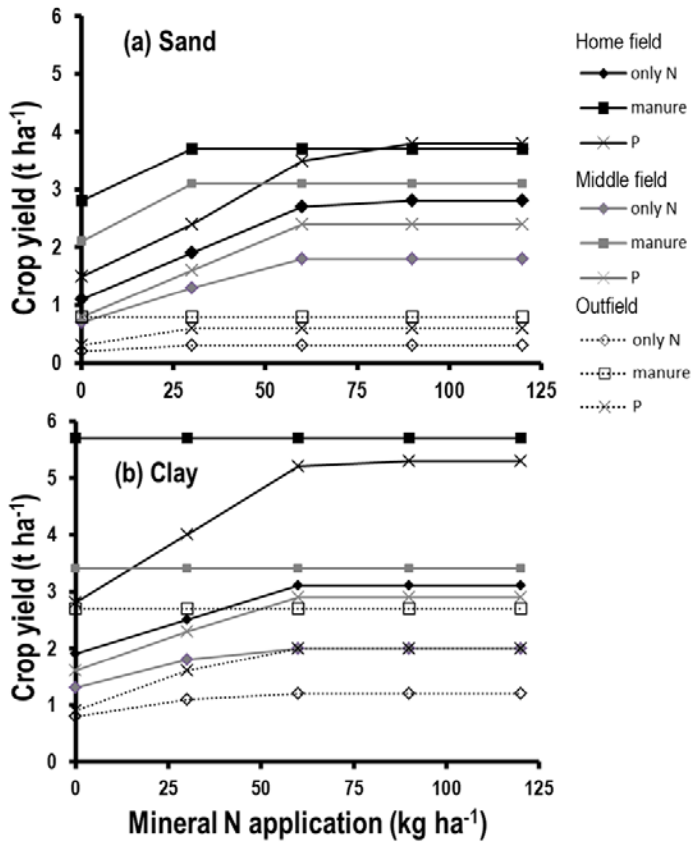 (a) Sand
Crop yield (t ha-1)
6
5
4
3
2
1
0
0 25 50 75 100 125
Home field
only N
manure
P
Middle field
only N
manure
P
Outfield
only N
manure
P
(b) Clay
Crop yield (t ha-1)
6
5
4
3
2
1
0
0 25 50 75 100 125
Mineral N application (kg ha-1)